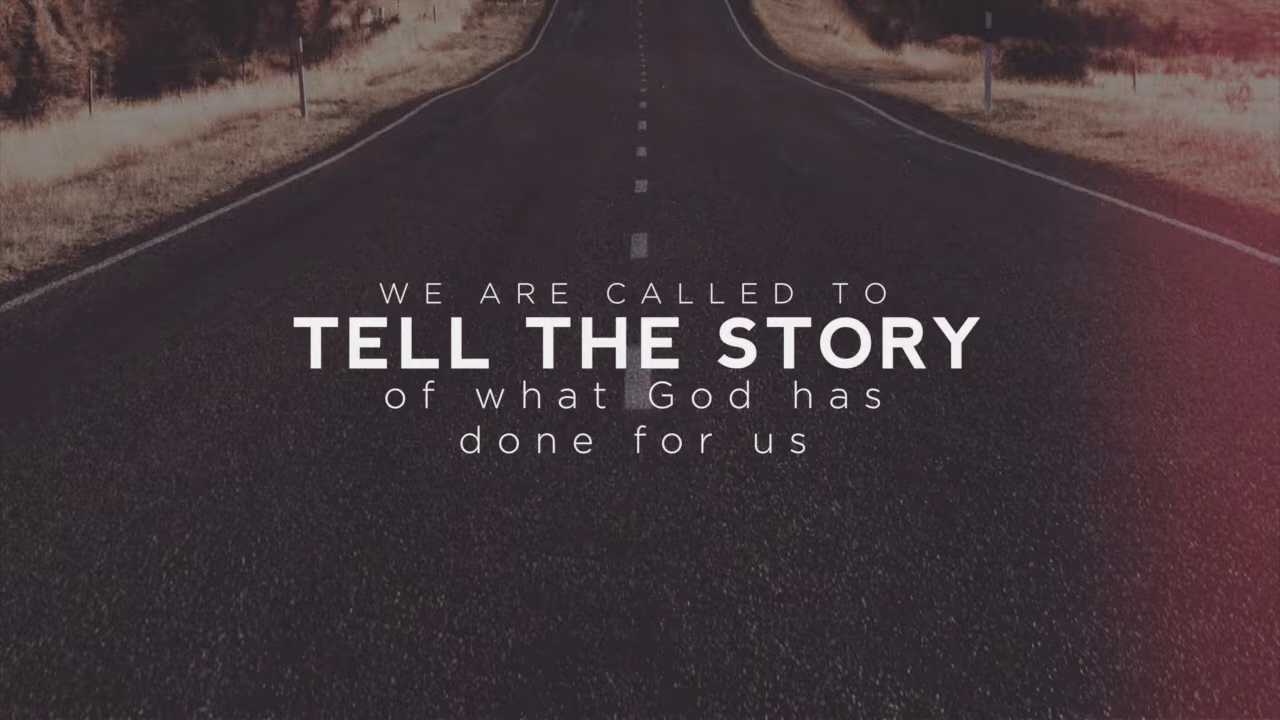 WE ARE CALLED TO
TELL THE STORY
of what God has
done for us